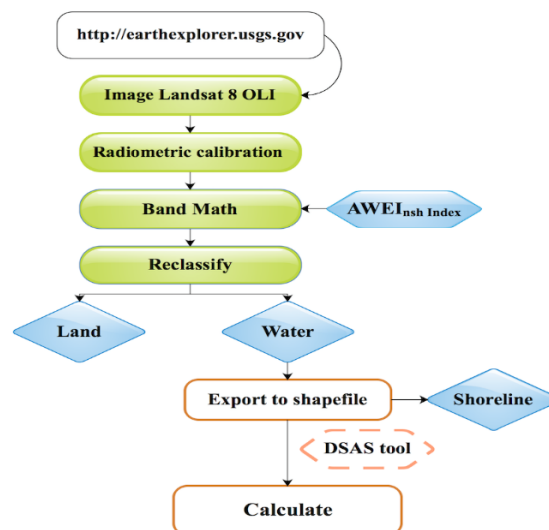 http://earthexplorer.usgs.gov
Image Landsat 8 OLI
Radiometric calibration
Band Math
AWEInsh Index
Reclassify
Land
Water
Export to shapefile
Shoreline
DSAS tool
Calculate